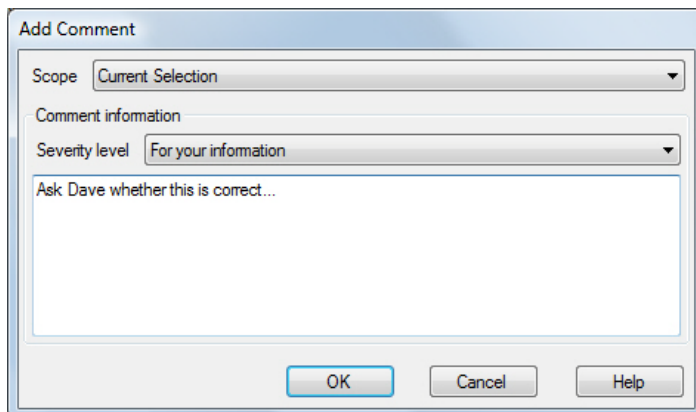 Add Comment
Scope Current Selection
Comment information
Severity level For your information
Ask Dave whether this is correct...
OK Cancel Help